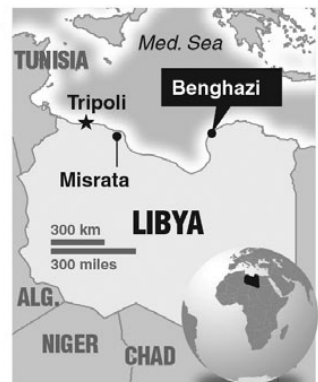 Med. Sea
TUNISIA
Benghazi
Tripoli
Misrata
300 km
LIBYA
300 miles
ALG.
NIGER
CHAD